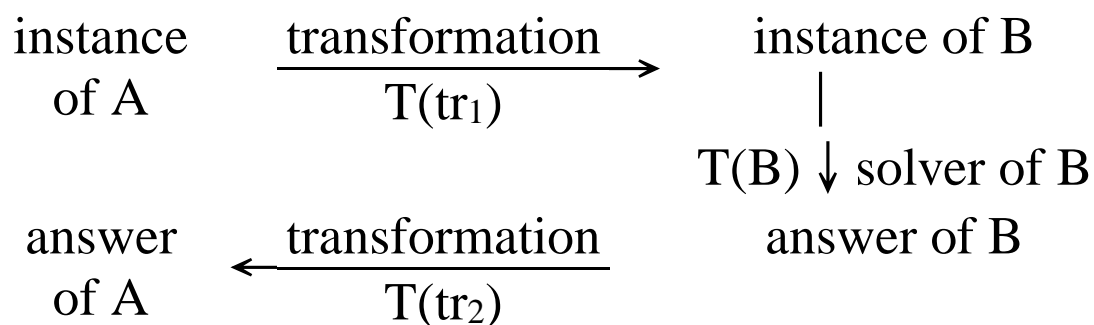 instance transformation instance of B
of A T(tr₁)
T(B) solver of B
answer transformation answer of B
of A T(tr₂)